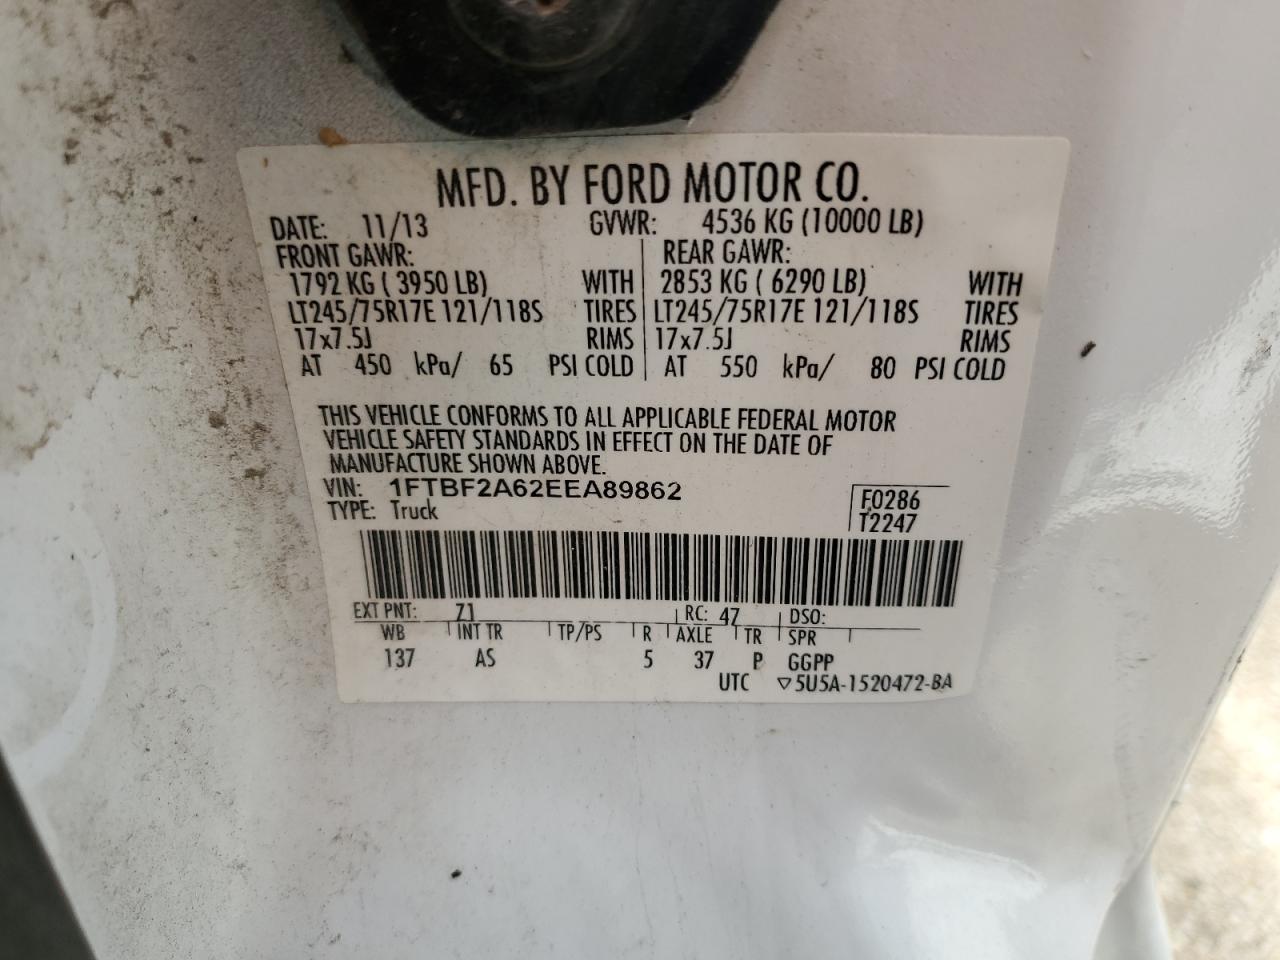 MFD. BY FORD MOTOR CO.
DATE: 11/13 GVWR: 4536 KG (10000 LB)
FRONT GAWR: REAR GAWR:
1792 KG ( 3950 LB) WITH 2853 KG ( 6290 LB) WITH
LT245/75R17E 121/118S TIRES LT245/75R17E 121/118S TIRES
17x7.5J RIMS 17x7.5J RIMS
AT 450 kPa/ 65 PSI COLD AT 550 kPa/ 80 PSI COLD
THIS VEHICLE CONFORMS TO ALL APPLICABLE FEDERAL MOTOR
VEHICLE SAFETY STANDARDS IN EFFECT ON THE DATE OF
MANUFACTURE SHOWN ABOVE.
VIN: 1FTBF2A62EEA89862 F0286
TYPE: Truck T2247
EXT PNT: Z1 RC: 47 DSO:
WB INT TR TP/PS R AXLE TR SPR
137 AS 5 37 P GGPP
UTC ▽5U5A-1520472-BA